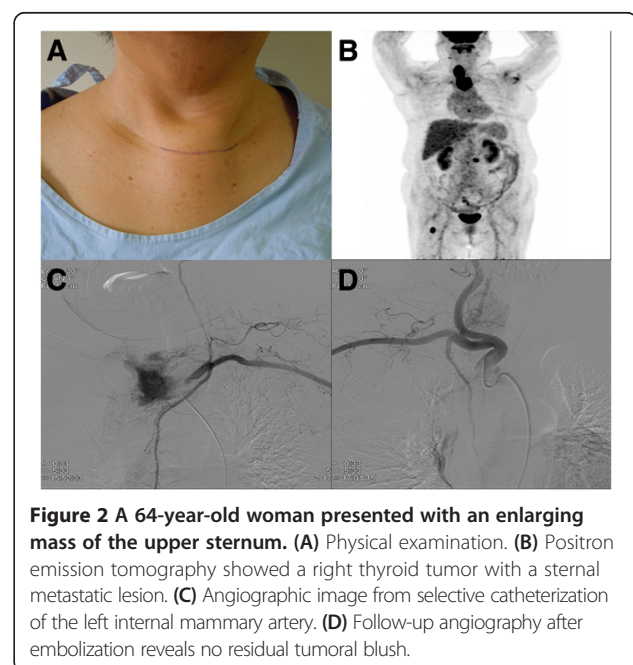 A
B
C
D
Figure 2 A 64-year-old woman presented with an enlarging
mass of the upper sternum. (A) Physical examination. (B) Positron
emission tomography showed a right thyroid tumor with a sternal
metastatic lesion. (C) Angiographic image from selective catheterization
of the left internal mammary artery. (D) Follow-up angiography after
embolization reveals no residual tumoral blush.